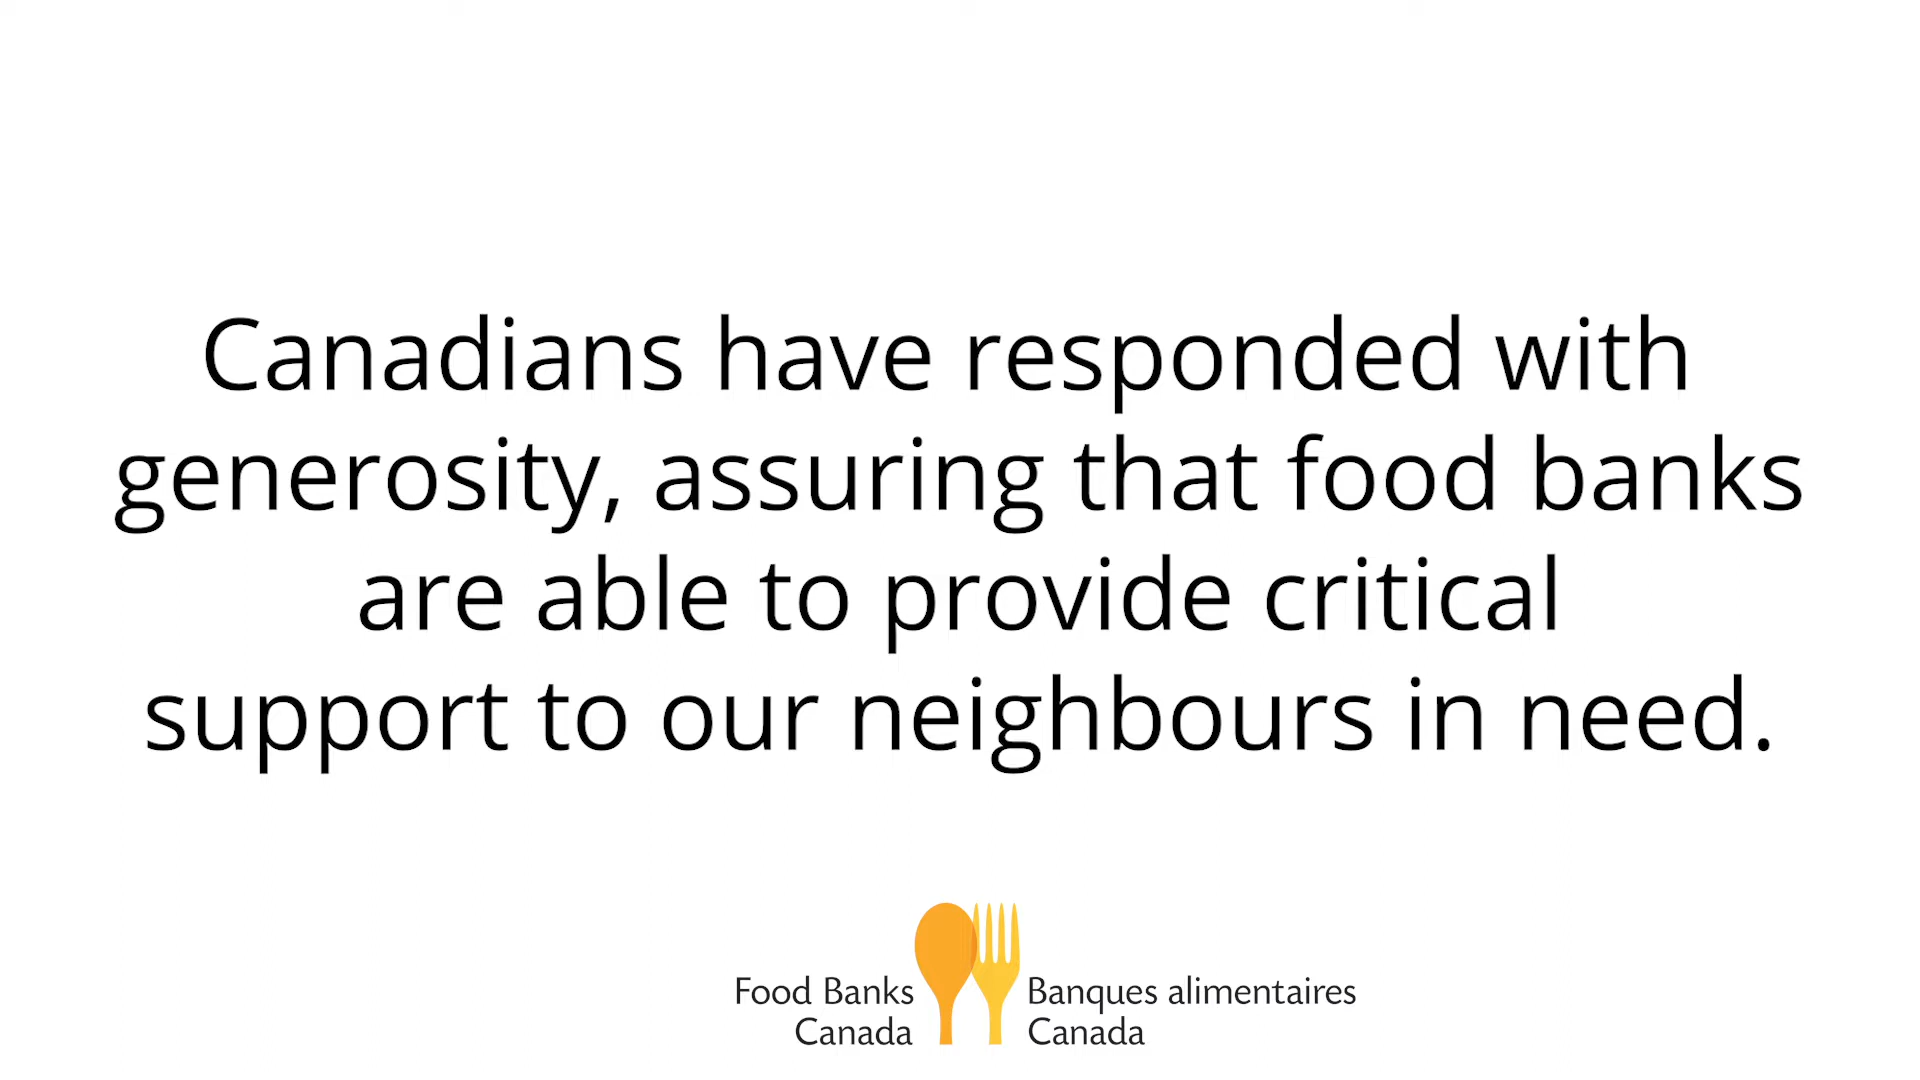 Canadians have responded with
generosity, assuring that food banks
are able to provide critical
support to our neighbours in need.
Food Banks
Canada
Banques alimentaires
Canada